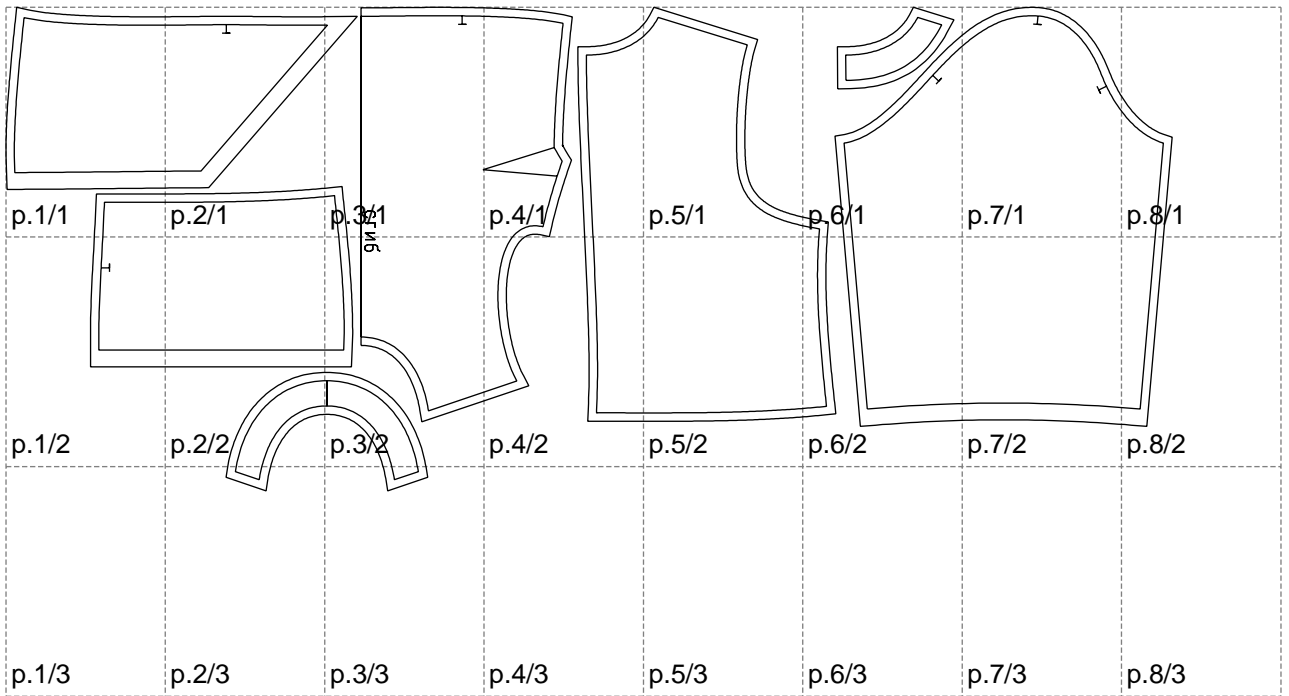 p.1/1 p.2/1 p.3/1 p.4/1 p.5/1 p.6/1 p.7/1 p.8/1
Сгиб
p.1/2 p.2/2 p.3/2 p.4/2 p.5/2 p.6/2 p.7/2 p.8/2
p.1/3 p.2/3 p.3/3 p.4/3 p.5/3 p.6/3 p.7/3 p.8/3